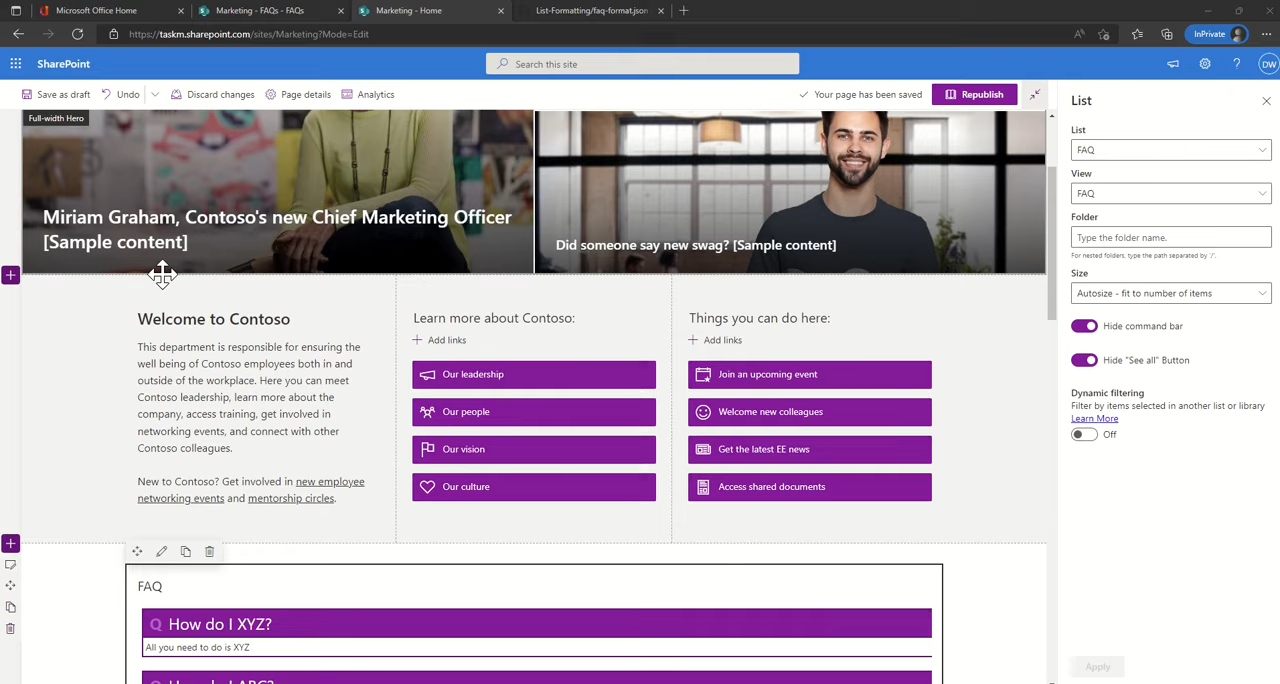 Microsoft Office Home
Marketing - FAQs - FAQs
Marketing - Home
List-Formatting/faq-format.json
https://taskm.sharepoint.com/sites/Marketing?Mode=Edit
InPrivate
SharePoint
Search this site
DW
Save as draft
Undo
Discard changes
Page details
Analytics
Your page has been saved
Republish
Full-width Hero
Miriam Graham, Contoso's new Chief Marketing Officer
[Sample content]
Did someone say new swag? [Sample content]
Welcome to Contoso
This department is responsible for ensuring the
well being of Contoso employees both in and
outside of the workplace. Here you can meet
Contoso leadership, learn more about the
company, access training, get involved in
networking events, and connect with other
Contoso colleagues.
New to Contoso? Get involved in new employee
networking events and mentorship circles.
Learn more about Contoso:
Add links
Our leadership
Our people
Our vision
Our culture
Things you can do here:
Add links
Join an upcoming event
Welcome new colleagues
Get the latest EE news
Access shared documents
FAQ
Q How do I XYZ?
All you need to do is XYZ
Q How do I ABC?
List
List
FAQ
View
FAQ
Folder
Type the folder name.
For nested folders, type the path separated by '/'.
Size
Autosize - fit to number of items
Hide command bar
Hide "See all" Button
Dynamic filtering
Filter by items selected in another list or library
Learn More
Off
Apply